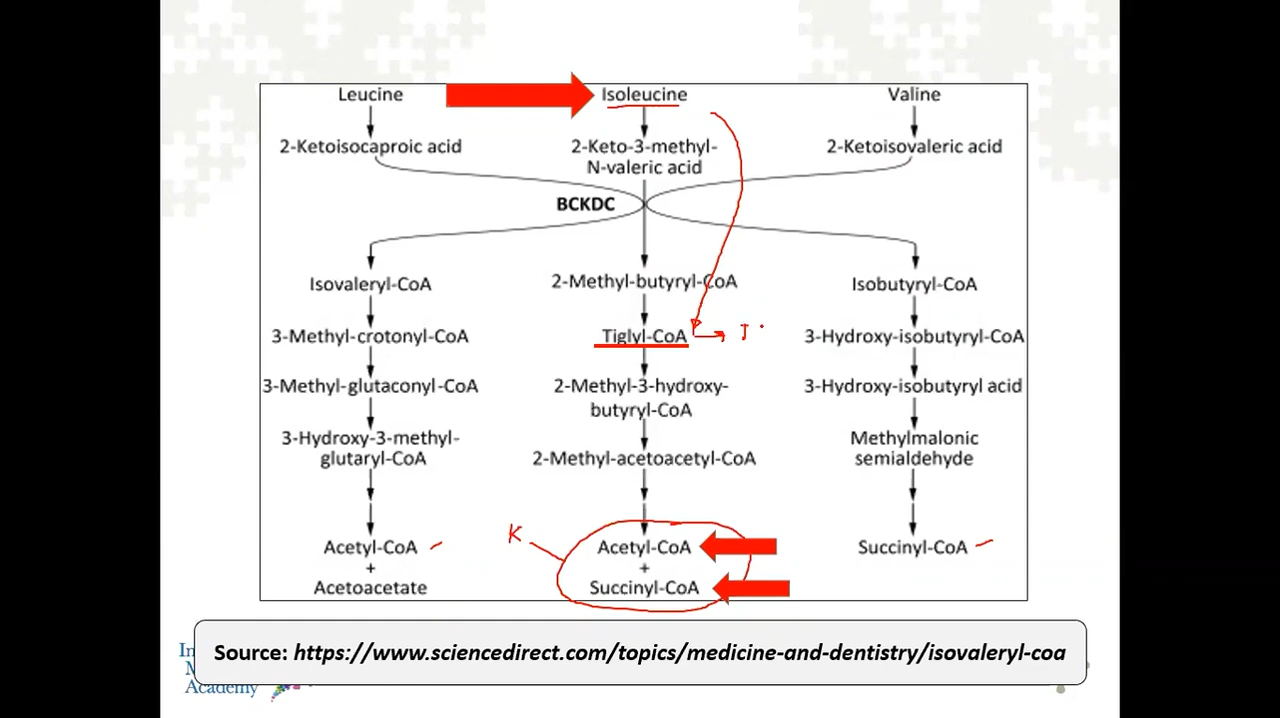 Leucine
Isoleucine
Valine
2-Ketoisocaproic acid
2-Keto-3-methyl-
N-valeric acid
2-Ketoisovaleric acid
BCKDC
Isovaleryl-CoA
2-Methyl-butyryl-CoA
Isobutyryl-CoA
3-Methyl-crotonyl-CoA
Tiglyl-CoA
3-Hydroxy-isobutyryl-CoA
3-Methyl-glutaconyl-CoA
2-Methyl-3-hydroxy-
butyryl-CoA
3-Hydroxy-isobutyryl acid
3-Hydroxy-3-methyl-
glutaryl-CoA
2-Methyl-acetoacetyl-CoA
Methylmalonic
semialdehyde
K
Acetyl-CoA
+
Acetoacetate
Acetyl-CoA
+
Succinyl-CoA
Succinyl-CoA
Source: https://www.sciencedirect.com/topics/medicine-and-dentistry/isovaleryl-coa
Academy